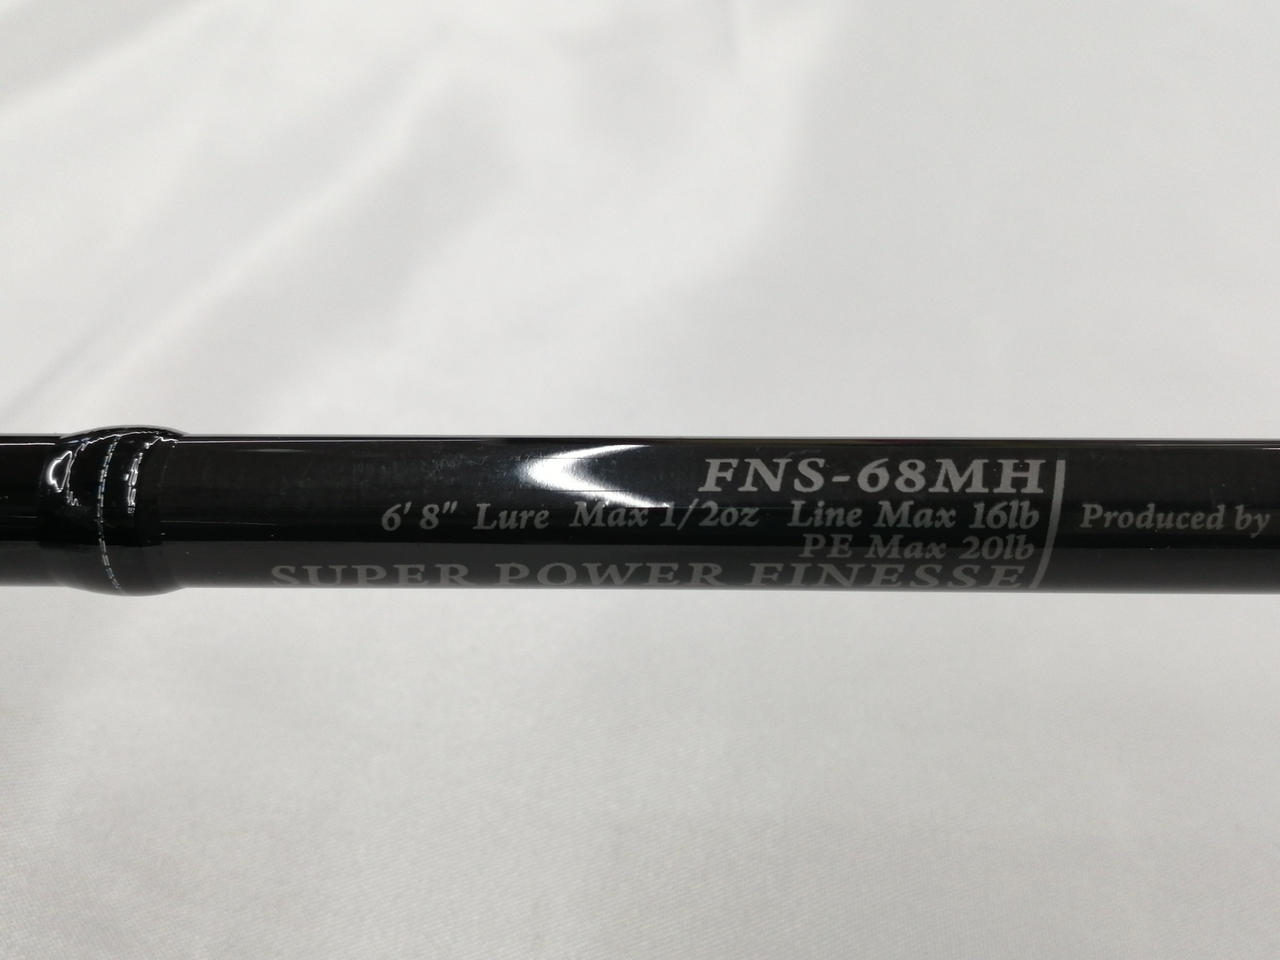 FNS-68MH
6' 8" Lure Max 1/2oz Line Max 16lb
PE Max 20lb
SUPER POWER FINESSE
Produced by